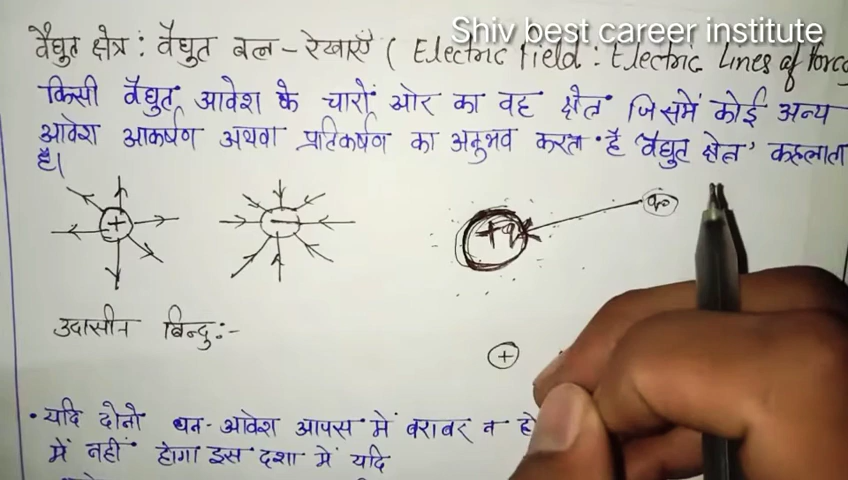 Shiv best career institute
वैद्युत क्षेत्र : वैद्युत बल - रेखाएँ ( Electric Field : Electric Lines of Force
किसी वैद्युत आवेश के चारों ओर का वह क्षेत्र जिसमें कोई अन्य
आवेश आकर्षण अथवा प्रतिकर्षण का अनुभव करता है 'वैद्युत क्षेत्र' कहलाता
है।
+
−
+q
q₀
उदासीन बिन्दु :-
+
• यदि दोनो धन-आवेश आपस में बराबर न हो
में नहीं होगा इस दशा में यदि